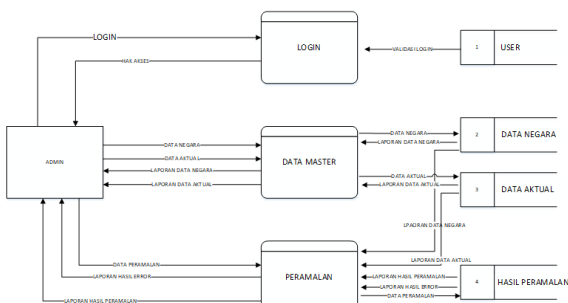 LOGIN
LOGIN
VALIDASI LOGIN
1
USER
HAK AKSES
ADMIN
DATA NEGARA
DATA AKTUAL
LAPORAN DATA NEGARA
LAPORAN DATA AKTUAL
DATA MASTER
DATA NEGARA
LAPORAN DATA NEGARA
2
DATA NEGARA
DATA AKTUAL
LAPORAN DATA AKTUAL
3
DATA AKTUAL
LPAORAN DATA NEGARA
LAPORAN DATA AKTUAL
DATA PERAMALAN
LAPORAN HASIL ERROR
LAPORAN HASIL PERAMALAN
PERAMALAN
LAPORAN HASIL PERAMALAN
LAPORAN HASIL ERROR
DATA PERAMALAN
4
HASIL PERAMALAN